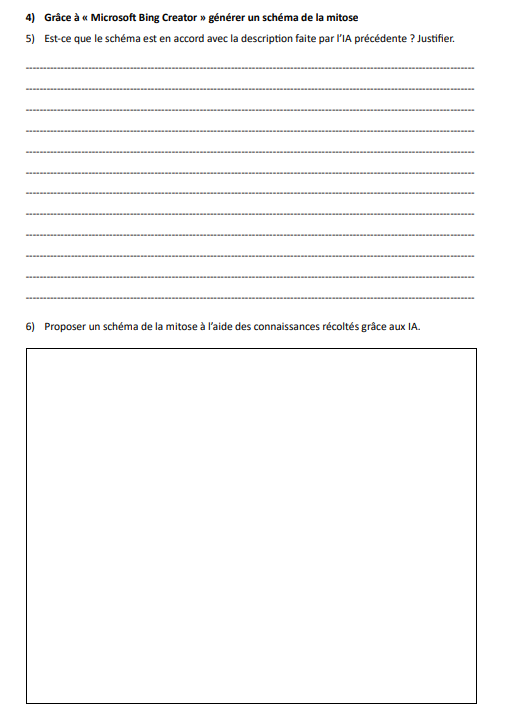 4) Grâce à « Microsoft Bing Creator » générer un schéma de la mitose
5) Est-ce que le schéma est en accord avec la description faite par l'IA précédente ? Justifier.
6) Proposer un schéma de la mitose à l'aide des connaissances récoltés grâce aux IA.